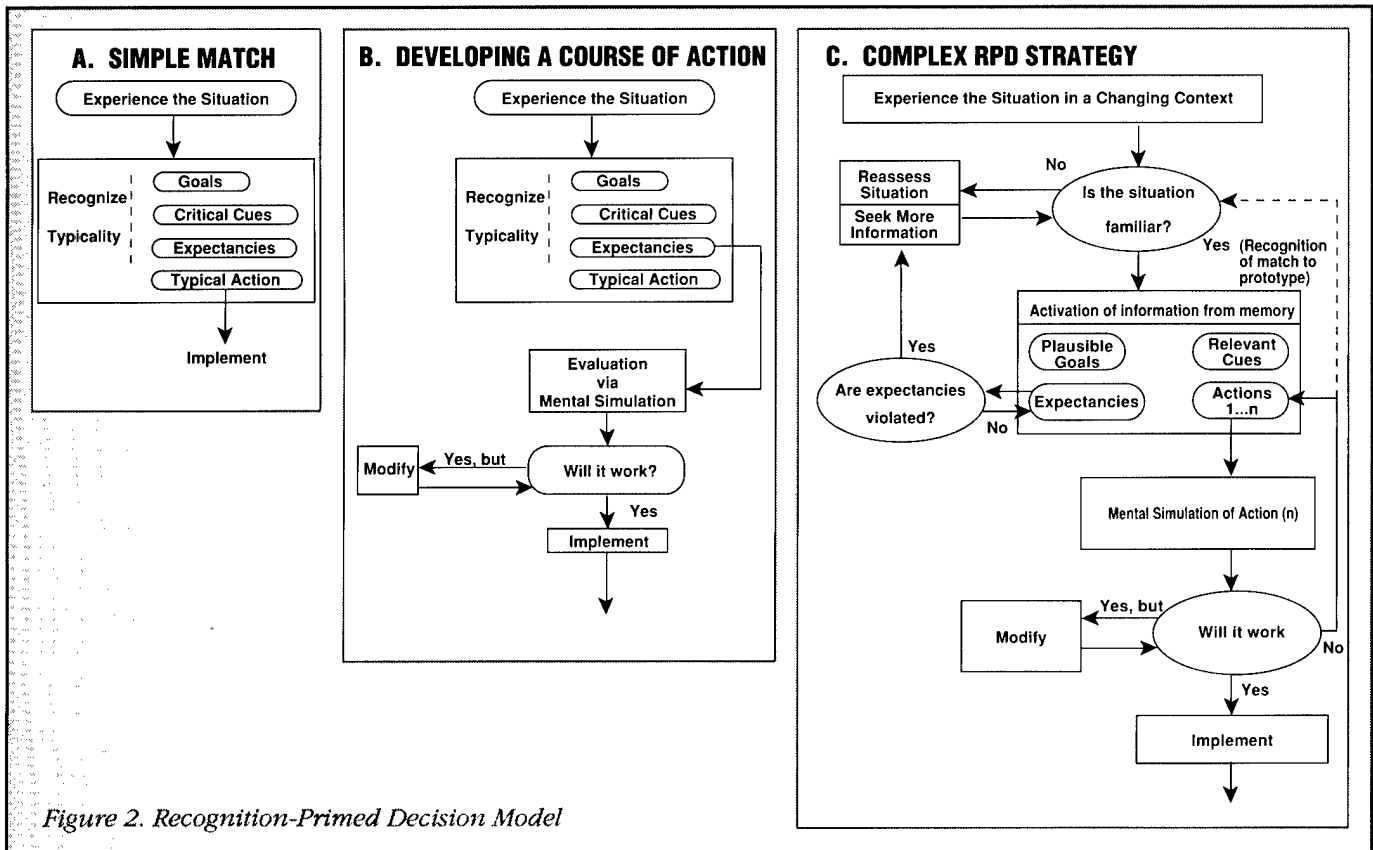 A. SIMPLE MATCH
Experience the Situation
Recognize
Typicality
Goals
Critical Cues
Expectancies
Typical Action
Implement
B. DEVELOPING A COURSE OF ACTION
Experience the Situation
Recognize
Typicality
Goals
Critical Cues
Expectancies
Typical Action
Evaluation
via
Mental Simulation
Modify
Yes, but
Will it work?
Yes
Implement
C. COMPLEX RPD STRATEGY
Experience the Situation in a Changing Context
No
Reassess
Situation
Seek More
Information
Is the situation
familiar?
Yes
(Recognition
of match to
prototype)
Activation of information from memory
Plausible
Goals
Relevant
Cues
Expectancies
Actions
1...n
Yes
Are expectancies
violated?
No
Mental Simulation of Action (n)
Modify
Yes, but
Will it work
No
Yes
Implement
Figure 2. Recognition-Primed Decision Model